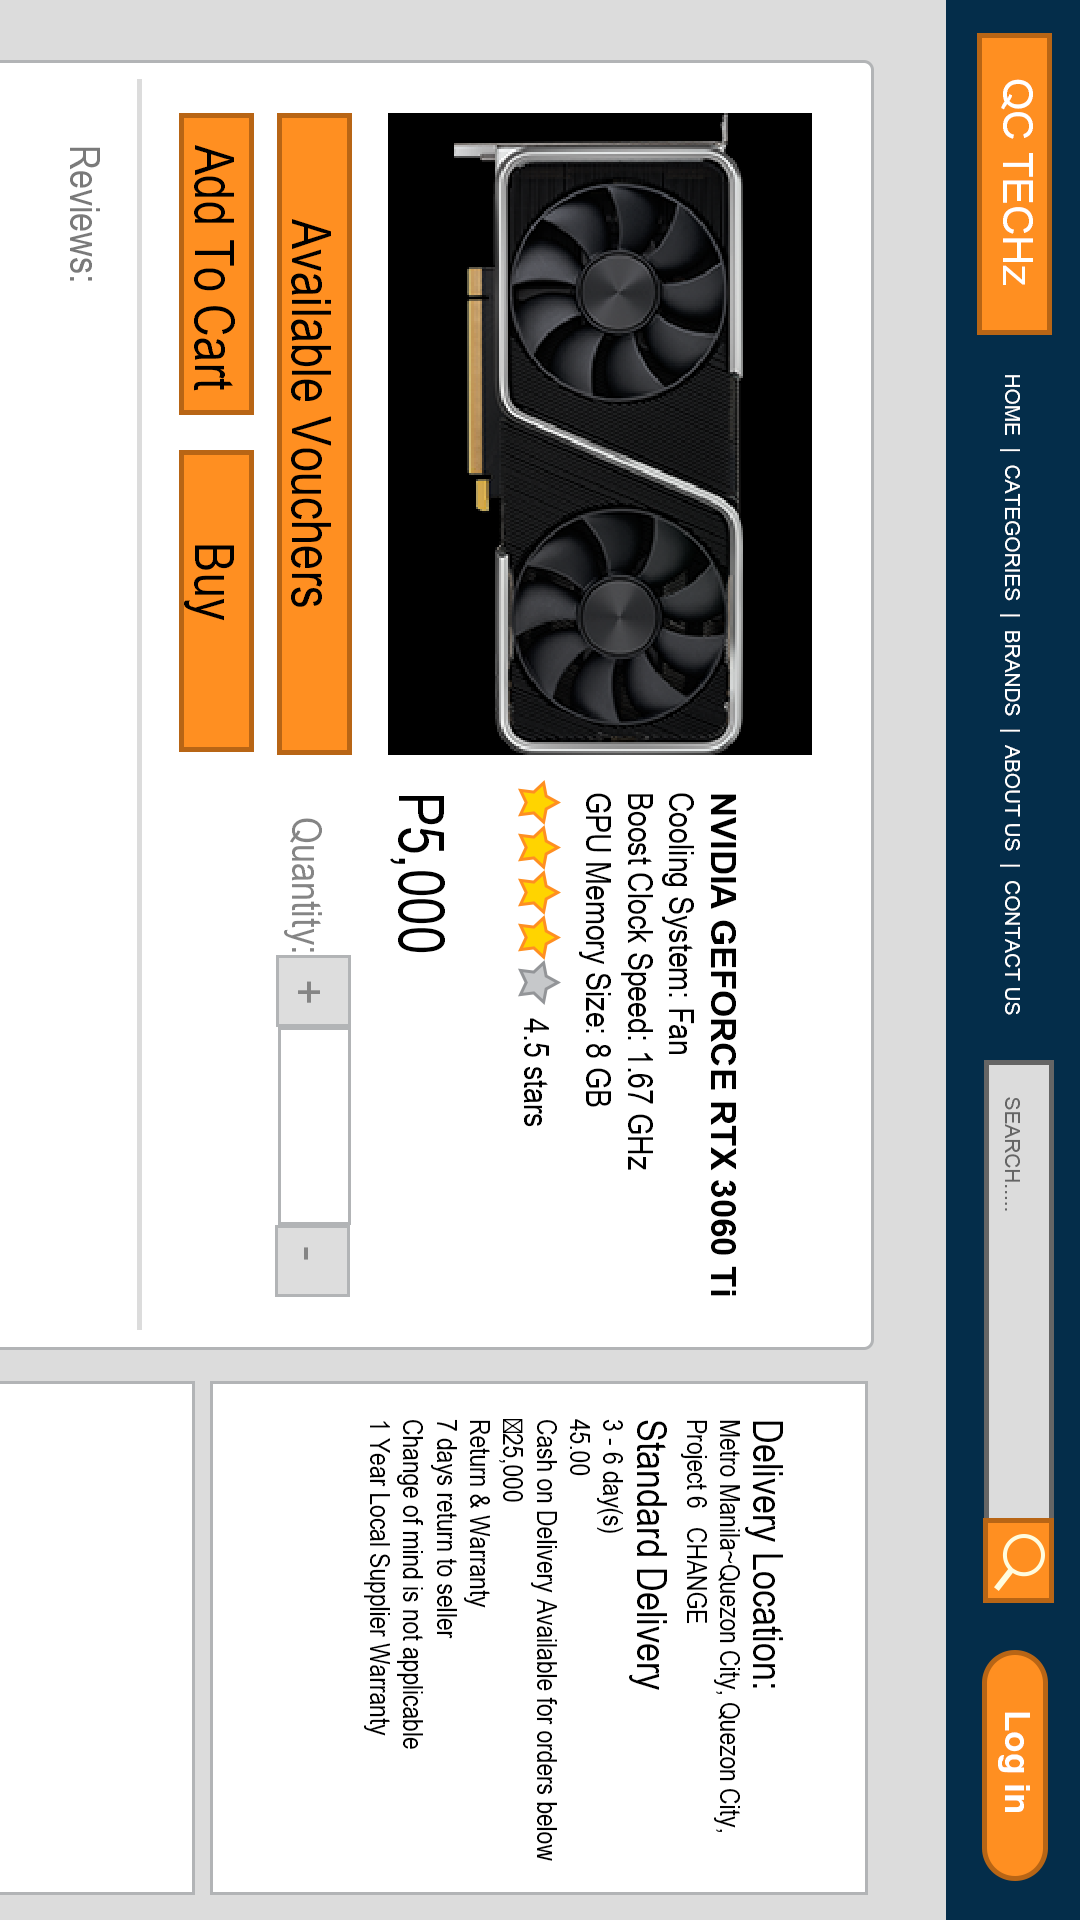 QC TECHz
HOME | CATEGORIES | BRANDS | ABOUT US | CONTACT US
SEARCH.....
Log in
NVIDIA GEFORCE RTX 3060 Ti
Cooling System: Fan
Boost Clock Speed: 1.67 GHz
GPU Memory Size: 8 GB
4.5 stars
P5,000
Available Vouchers
Quantity:
+
-
Add To Cart
Buy
Reviews:
Delivery Location:
Metro Manila~Quezon City, Quezon City,
Project 6 CHANGE
Standard Delivery
3 - 6 day(s)
45.00
Cash on Delivery Available for orders below
25,000
Return & Warranty
7 days return to seller
Change of mind is not applicable
1 Year Local Supplier Warranty